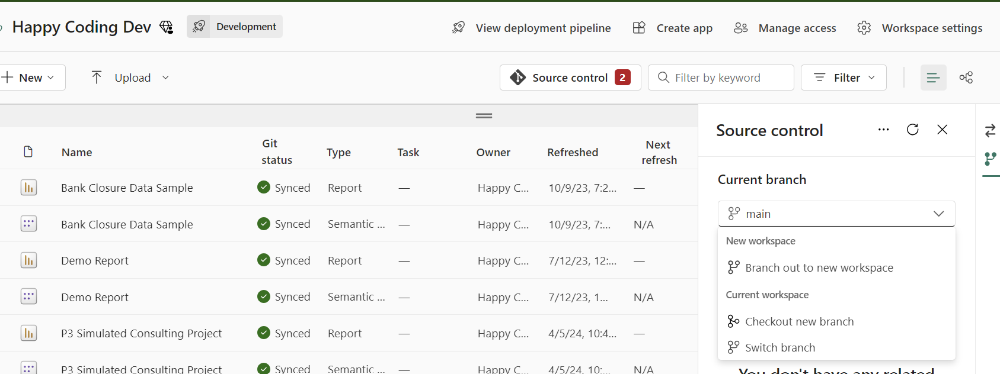 Happy Coding Dev
Development
View deployment pipeline
Create app
Manage access
Workspace settings
New
Upload
Source control 2
Filter by keyword
Filter
Name
Git status
Type
Task
Owner
Refreshed
Next refresh
Bank Closure Data Sample Synced Report — Happy C... 10/9/23, 7:2... —
Bank Closure Data Sample Synced Semantic ... — Happy C... 10/9/23, 7:... N/A
Demo Report Synced Report — Happy C... 7/12/23, 12:... —
Demo Report Synced Semantic ... — Happy C... 7/12/23, 1... N/A
P3 Simulated Consulting Project Synced Report — Happy C... 4/5/24, 10:4... —
P3 Simulated Consulting Project Synced Semantic ... — Happy C... 4/5/24, 10:... N/A
Source control
Current branch
main
New workspace
Branch out to new workspace
Current workspace
Checkout new branch
Switch branch
You don't have any related